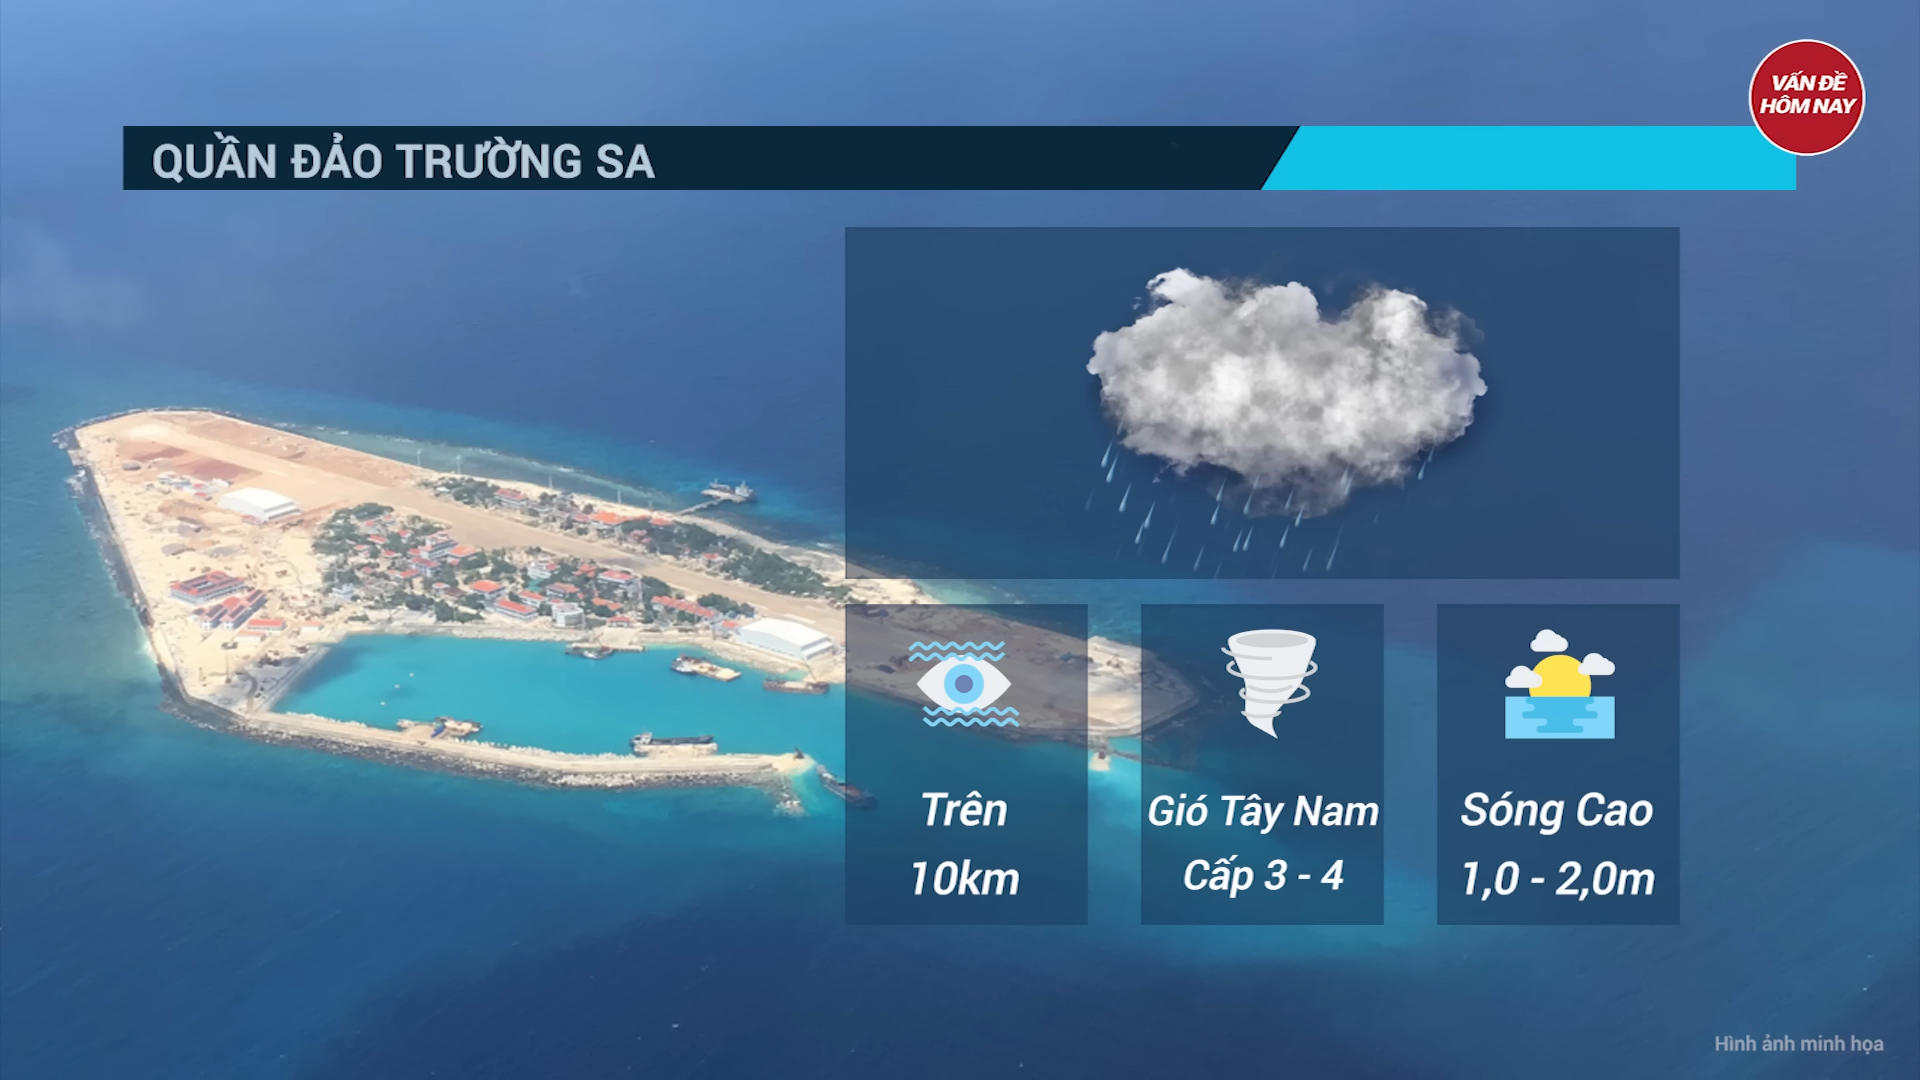 VẤN ĐỀ
HÔM NAY
QUẦN ĐẢO TRƯỜNG SA
Trên
10km
Gió Tây Nam
Cấp 3 - 4
Sóng Cao
1,0 - 2,0m
Hình ảnh minh họa